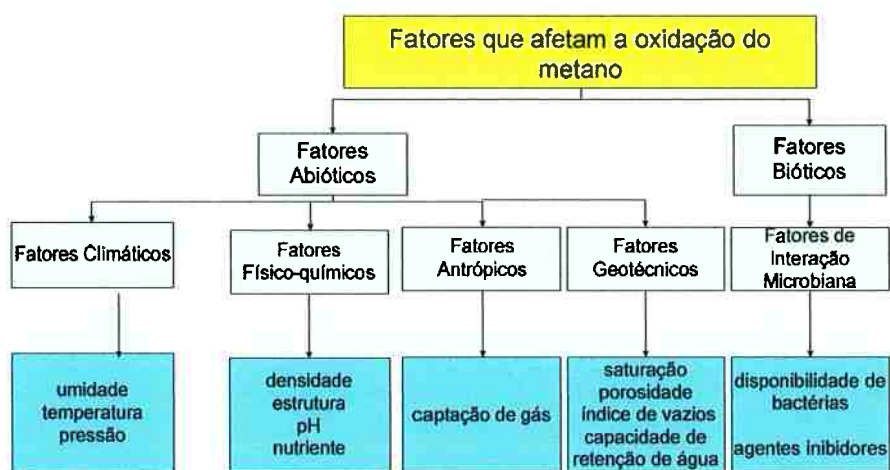 Fatores que afetam a oxidação do
metano
Fatores
Abióticos
Fatores
Bióticos
Fatores Climáticos
Fatores
Físico-químicos
Fatores
Antrópicos
Fatores
Geotécnicos
Fatores de
Interação
Microbiana
umidade
temperatura
pressão
densidade
estrutura
pH
nutriente
captação de gás
saturação
porosidade
índice de vazios
capacidade de
retenção de água
disponibilidade de
bactérias
agentes inibidores